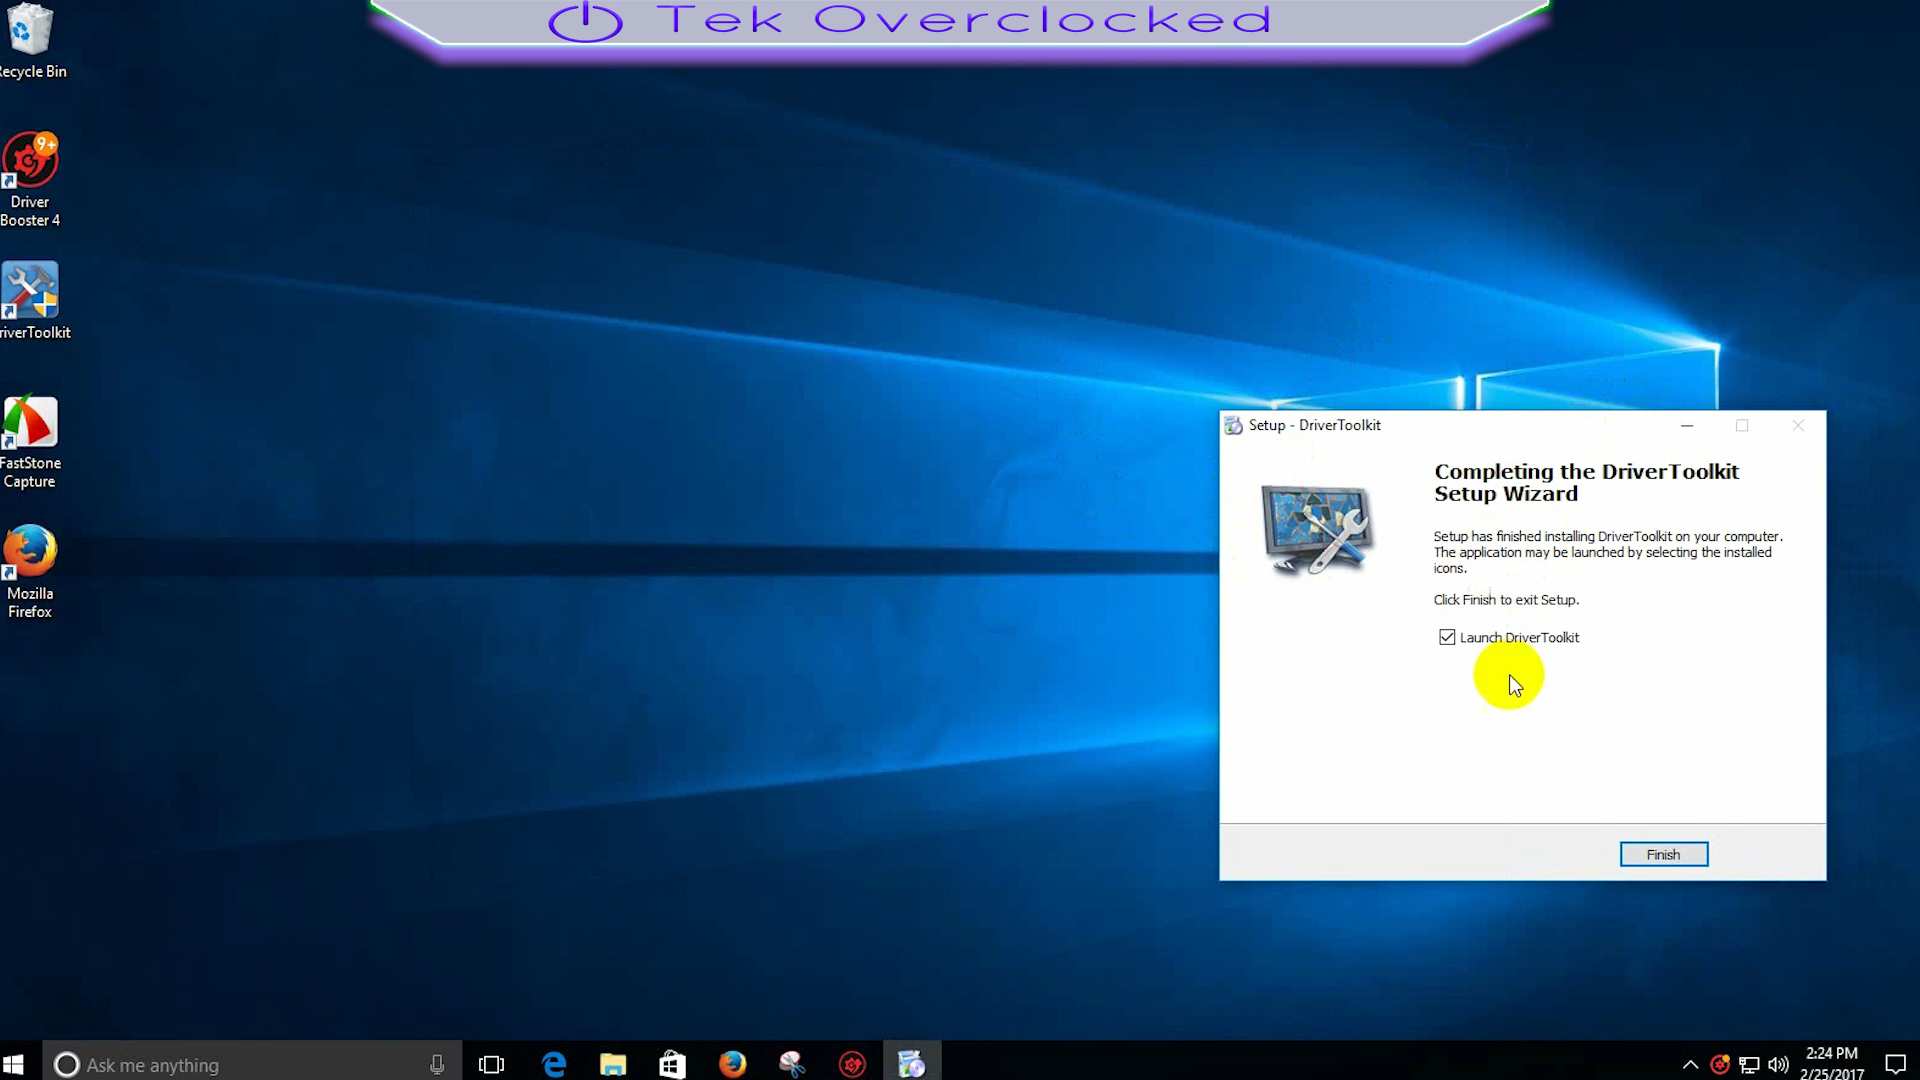 Tek Overclocked
ecycle Bin
9+
Driver
Booster 4
riverToolkit
FastStone
Capture
Mozilla
Firefox
Setup - DriverToolkit
Completing the DriverToolkit
Setup Wizard
Setup has finished installing DriverToolkit on your computer.
The application may be launched by selecting the installed
icons.
Click Finish to exit Setup.
Launch DriverToolkit
Finish
Ask me anything
2:24 PM
2/25/2017